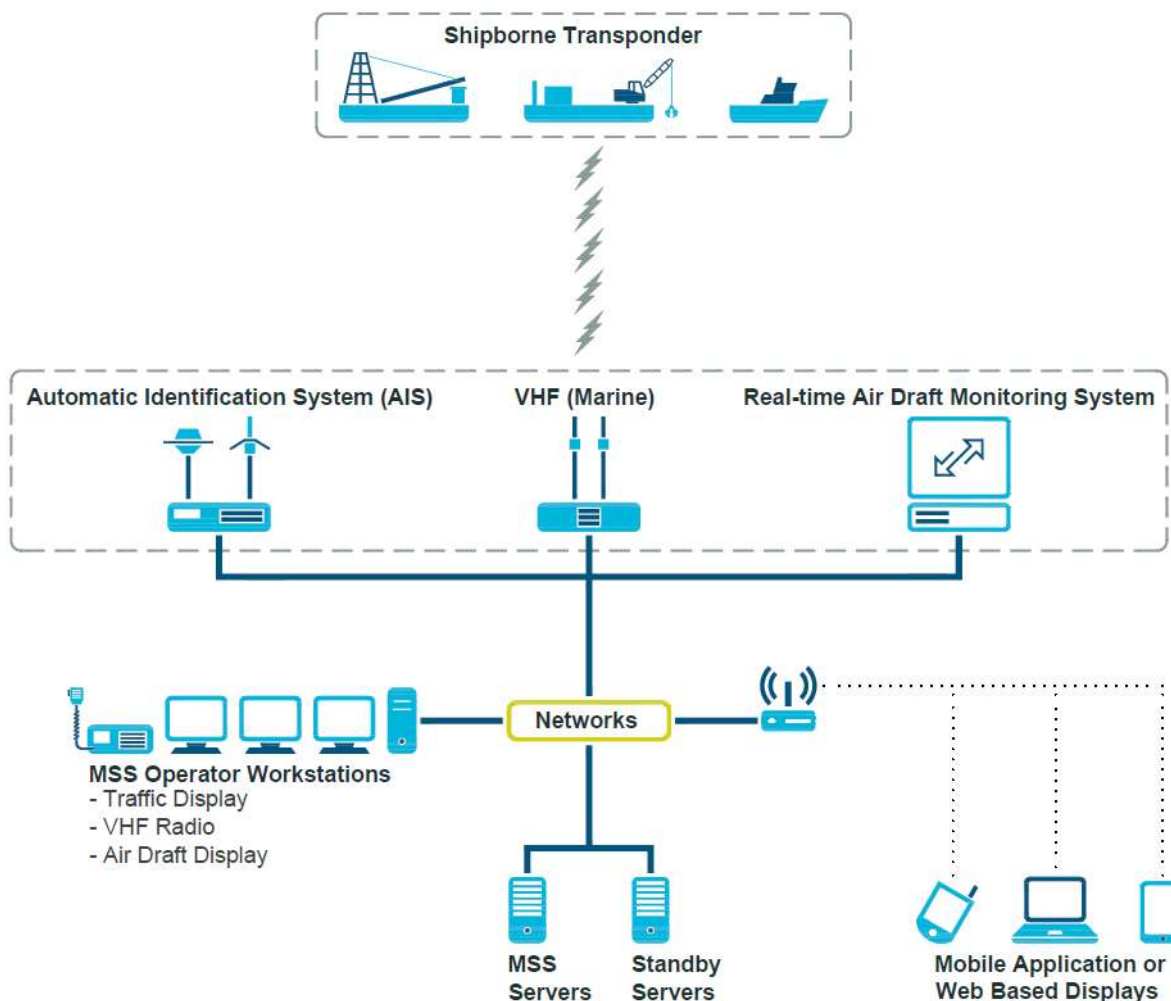 Shipborne Transponder
Automatic Identification System (AIS)
VHF (Marine)
Real-time Air Draft Monitoring System
Networks
MSS Operator Workstations
- Traffic Display
- VHF Radio
- Air Draft Display
MSS
Servers
Standby
Servers
Mobile Application or
Web Based Displays